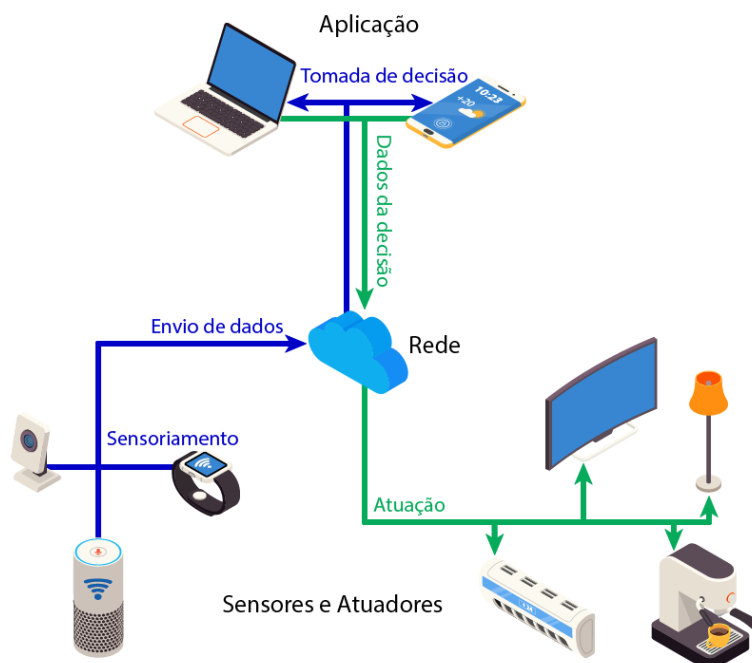 Aplicação
Tomada de decisão
10:23
+20
Dados da decisão
Envio de dados
Rede
Sensoriamento
Atuação
Sensores e Atuadores